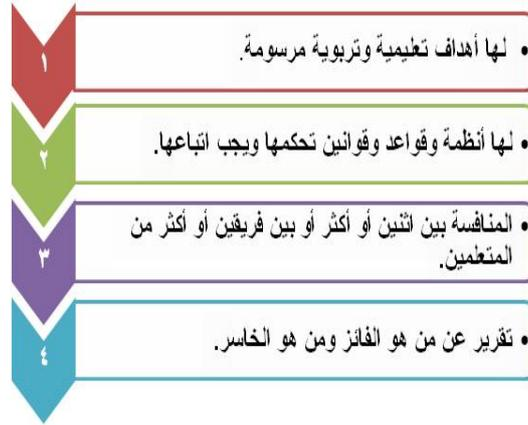 ١
• لها أهداف تعليمية وتربوية مرسومة.
٢
• لها أنظمة وقواعد وقوانين تحكمها ويجب اتباعها.
٣
• المنافسة بين اثنين أو أكثر أو بين فريقين أو أكثر من
المتعلمين.
٤
• تقرير عن من هو الفائز ومن هو الخاسر.